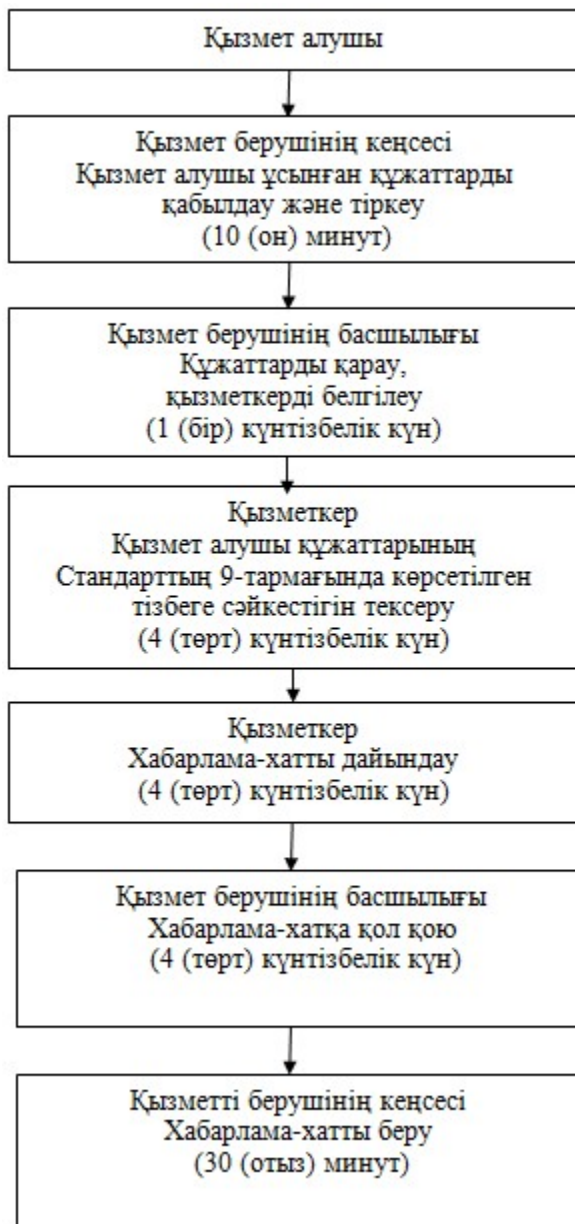 Қызмет алушы
Қызмет берушінің кеңсесі
Қызмет алушы ұсынған құжаттарды
қабылдау және тіркеу
(10 (он) минут)
Қызмет берушінің басшылығы
Құжаттарды қарау,
қызметкерді белгілеу
(1 (бір) күнтізбелік күн)
Қызметкер
Қызмет алушы құжаттарының
Стандарттың 9-тармағында көрсетілген
тізбеге сәйкестігін тексеру
(4 (төрт) күнтізбелік күн)
Қызметкер
Хабарлама-хатты дайындау
(4 (төрт) күнтізбелік күн)
Қызмет берушінің басшылығы
Хабарлама-хатқа қол қою
(4 (төрт) күнтізбелік күн)
Қызметті берушінің кеңсесі
Хабарлама-хатты беру
(30 (отыз) минут)